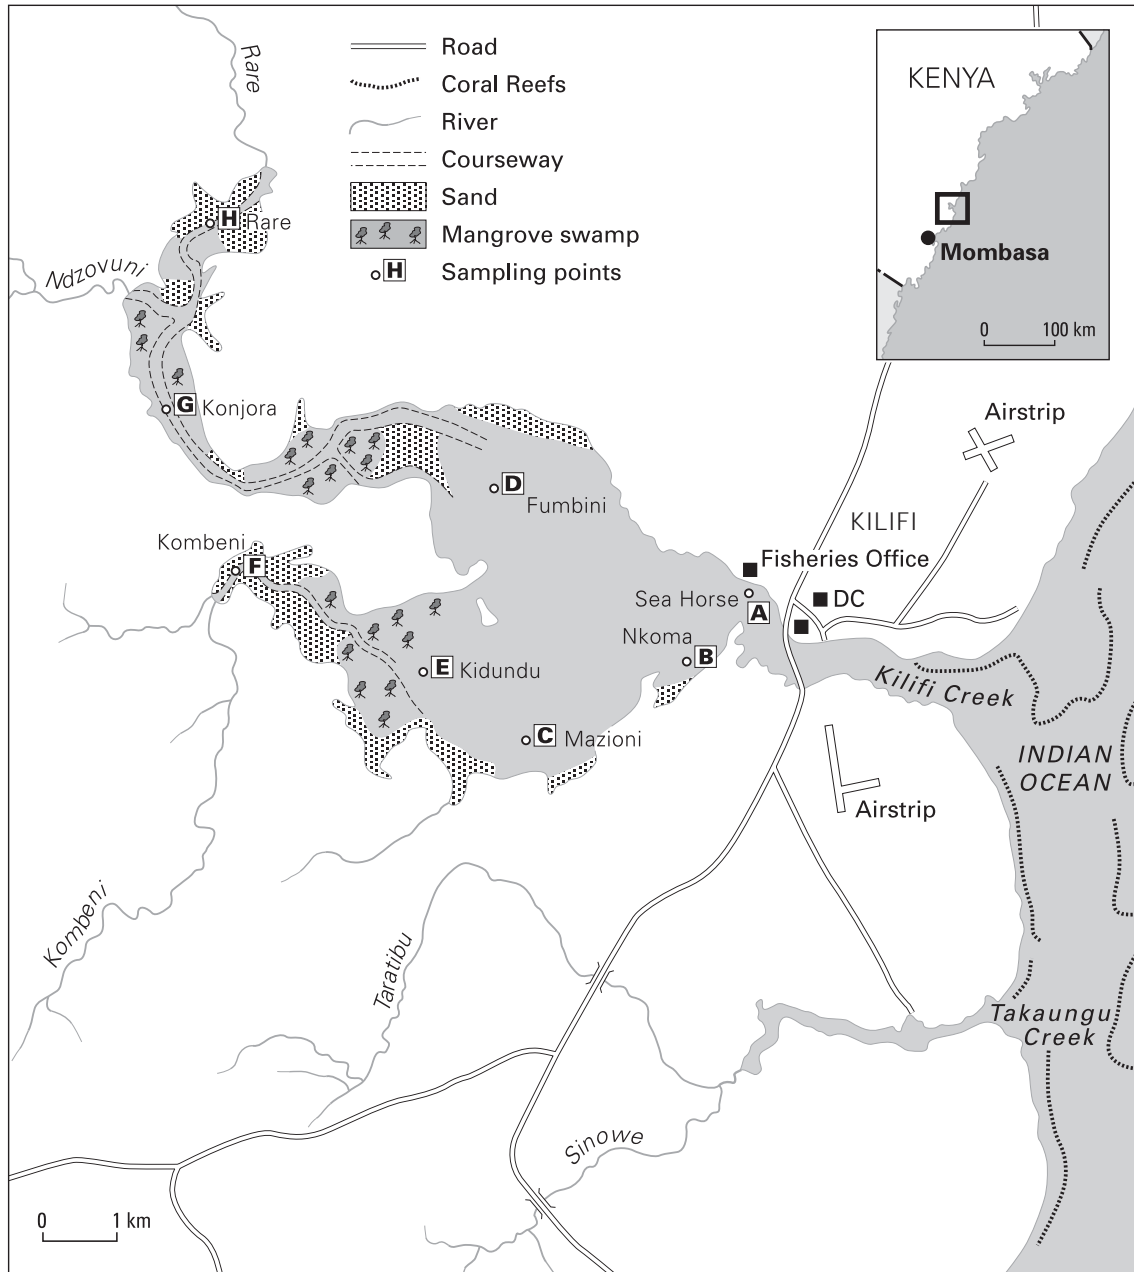 Road
Coral Reefs
River
Courseway
Sand
Mangrove swamp
H Sampling points
KENYA
Mombasa
0 100 km
Rare
H Rare
Ndzovuni
G Konjora
D
Fumbini
Kombeni
F
E Kidundu
C Mazioni
Nkoma
B
Sea Horse
A
Fisheries Office
KILIFI
DC
Airstrip
Kilifi Creek
INDIAN
OCEAN
Airstrip
Takaungu
Creek
Kombeni
Taratibu
Sinowe
0 1 km